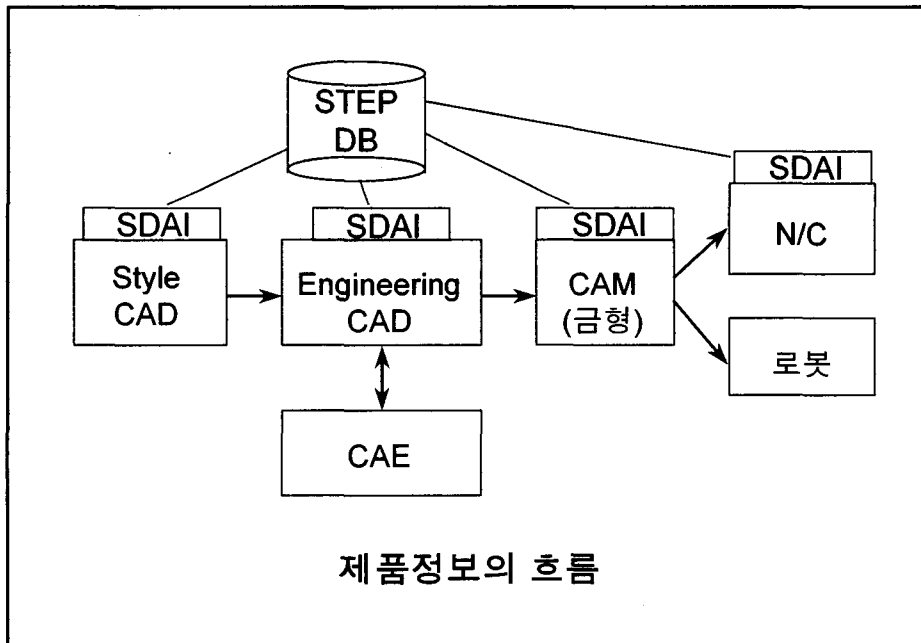 STEP
DB
SDAI
SDAI
SDAI
SDAI
Style
CAD
Engineering
CAD
CAM
(금형)
N/C
로봇
CAE
제품정보의 흐름